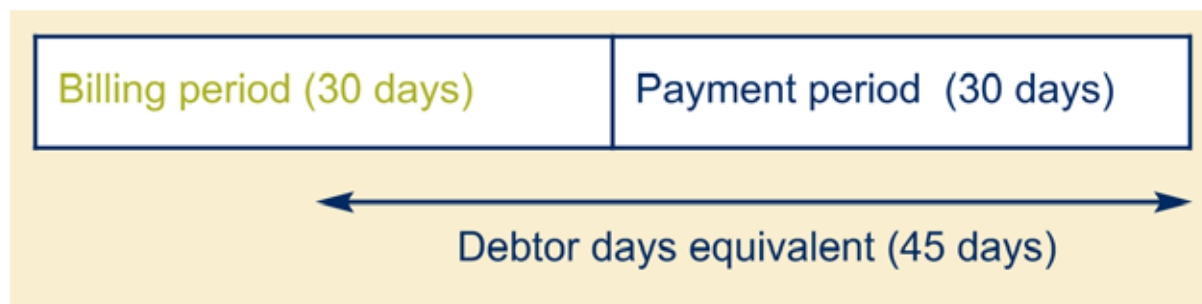 Billing period (30 days)
Payment period (30 days)
Debtor days equivalent (45 days)